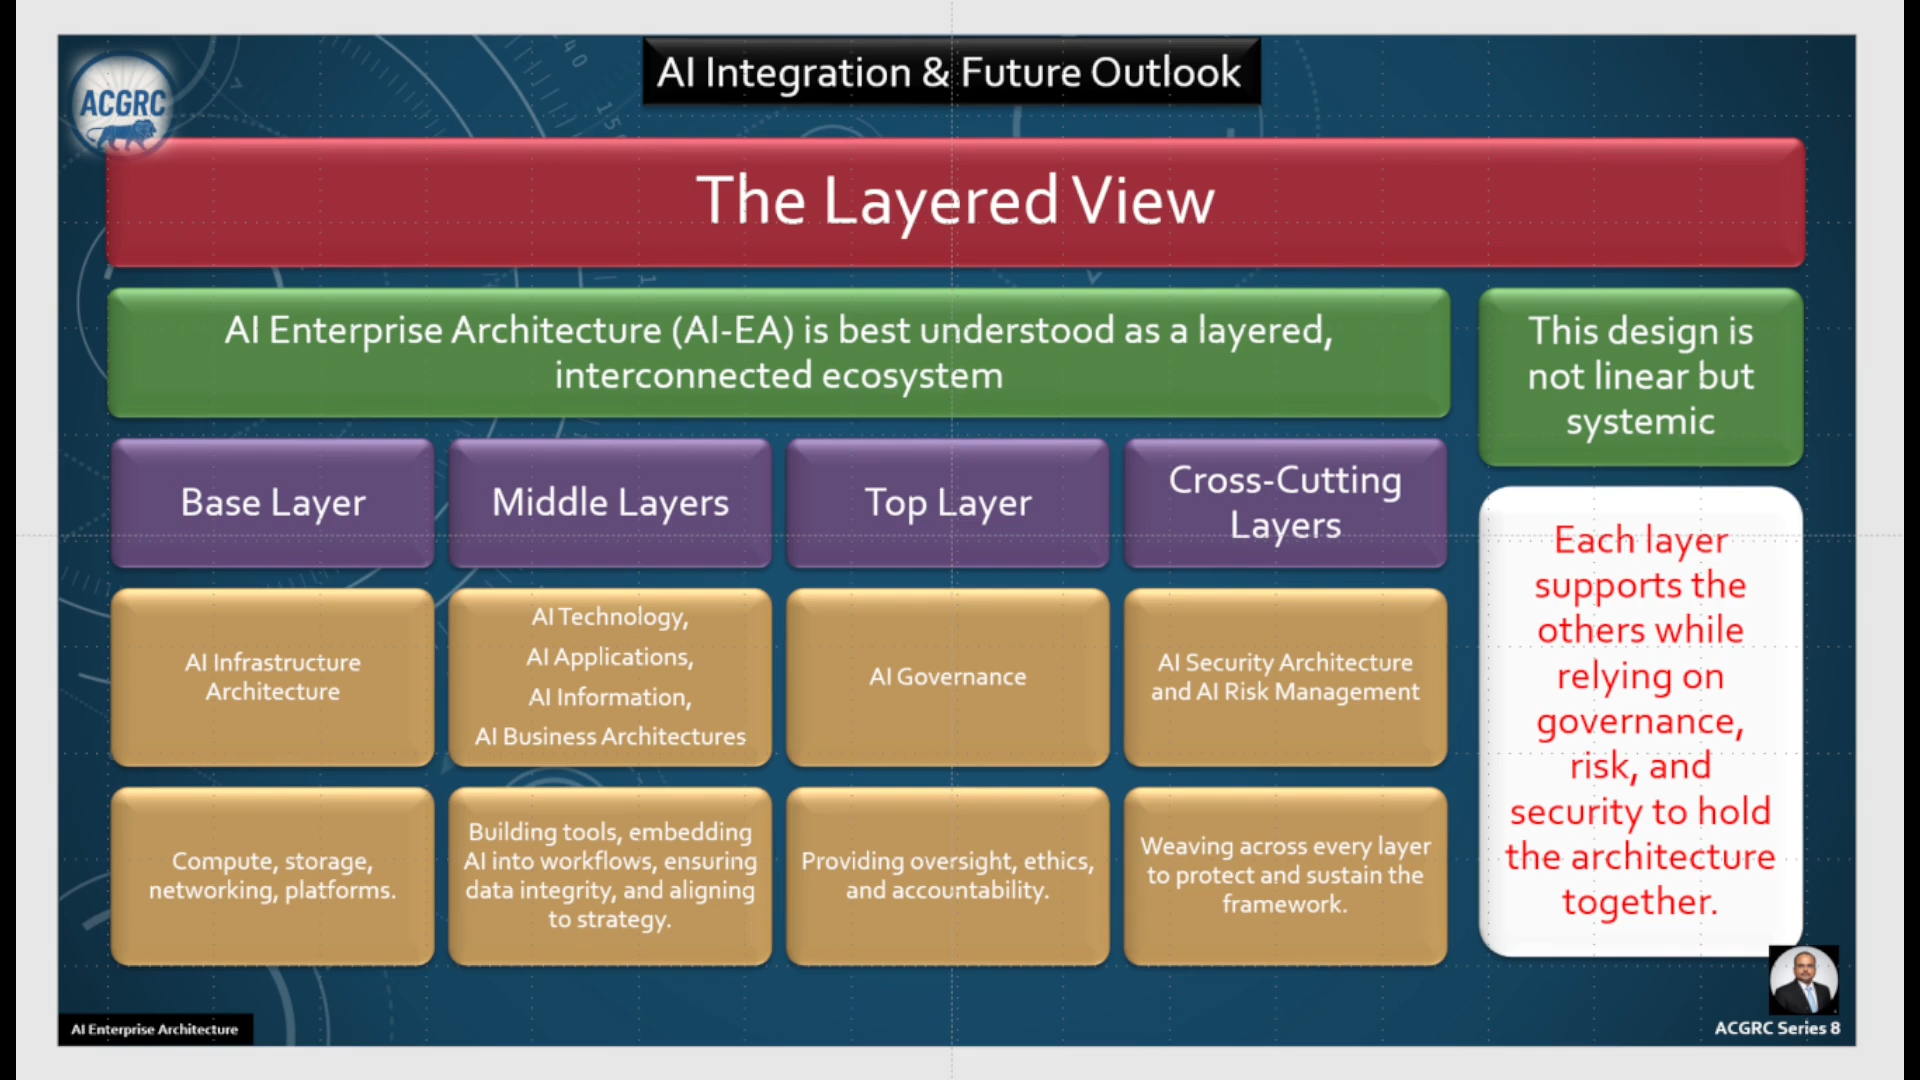 AI Integration & Future Outlook
ACGRC
The Layered View
AI Enterprise Architecture (AI-EA) is best understood as a layered,
interconnected ecosystem
This design is
not linear but
systemic
Base Layer
Middle Layers
Top Layer
Cross-Cutting
Layers
AI Infrastructure
Architecture
AI Technology,
AI Applications,
AI Information,
AI Business Architectures
AI Governance
AI Security Architecture
and AI Risk Management
Compute, storage,
networking, platforms.
Building tools, embedding
AI into workflows, ensuring
data integrity, and aligning
to strategy.
Providing oversight, ethics,
and accountability.
Weaving across every layer
to protect and sustain the
framework.
Each layer
supports the
others while
relying on
governance,
risk, and
security to hold
the architecture
together.
AI Enterprise Architecture
ACGRC Series 8